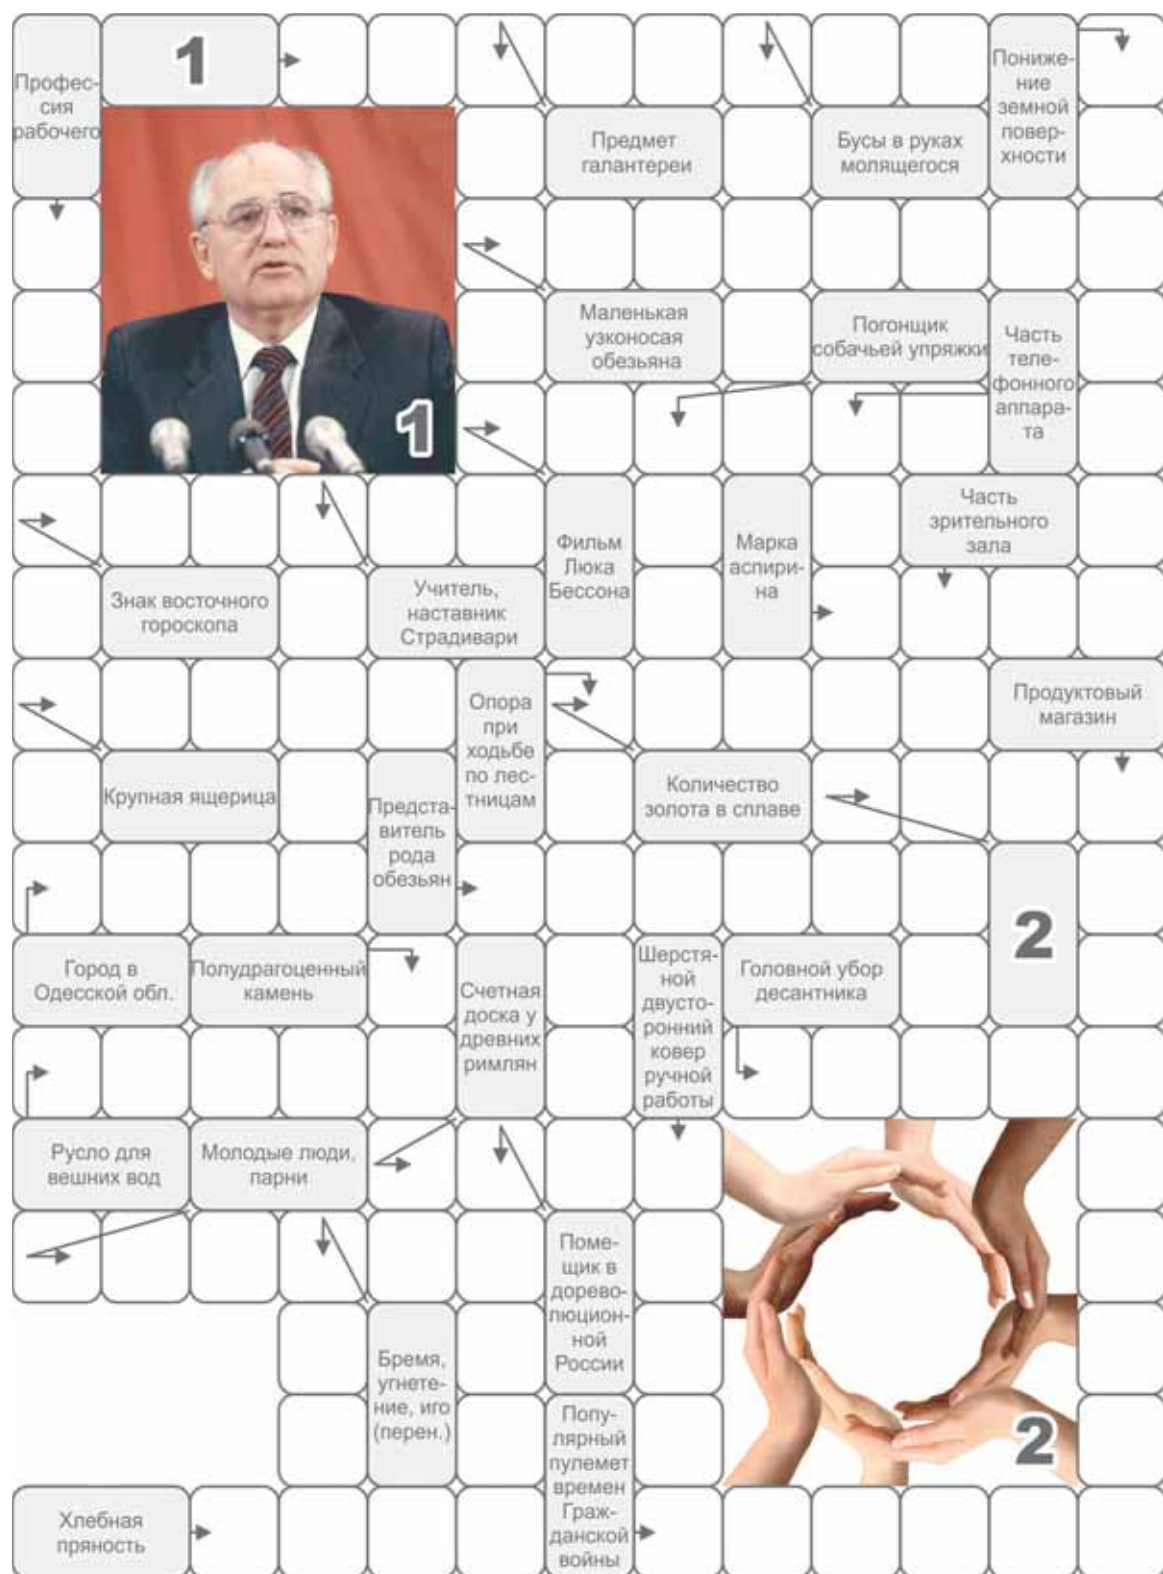 1
Профес-
сия
рабочего
Пониже-
ние
земной
повер-
хности
Предмет
галантереи
Бусы в руках
молящегося
Маленькая
узконосая
обезьяна
Погонщик
собачьей упряжки
Часть
теле-
фонного
аппара-
та
1
Фильм
Люка
Бессона
Марка
аспири-
на
Часть
зрительного
зала
Знак восточного
гороскопа
Учитель,
наставник
Страдивари
Опора
при
ходьбе
по лес-
тницам
Продуктовый
магазин
Крупная ящерица
Предста-
витель
рода
обезьян
Количество
золота в сплаве
2
Город в
Одесской обл.
Полудрагоценный
камень
Счетная
доска у
древних
римлян
Шерстя-
ной
двусто-
ронний
ковер
ручной
работы
Головной убор
десантника
Русло для
вешних вод
Молодые люди,
парни
Поме-
щик в
дорево-
люцион-
ной
России
Бремя,
угнете-
ние, иго
(перен.)
Попу-
лярный
пулемет
времен
Граж-
данской
войны
2
Хлебная
пряность